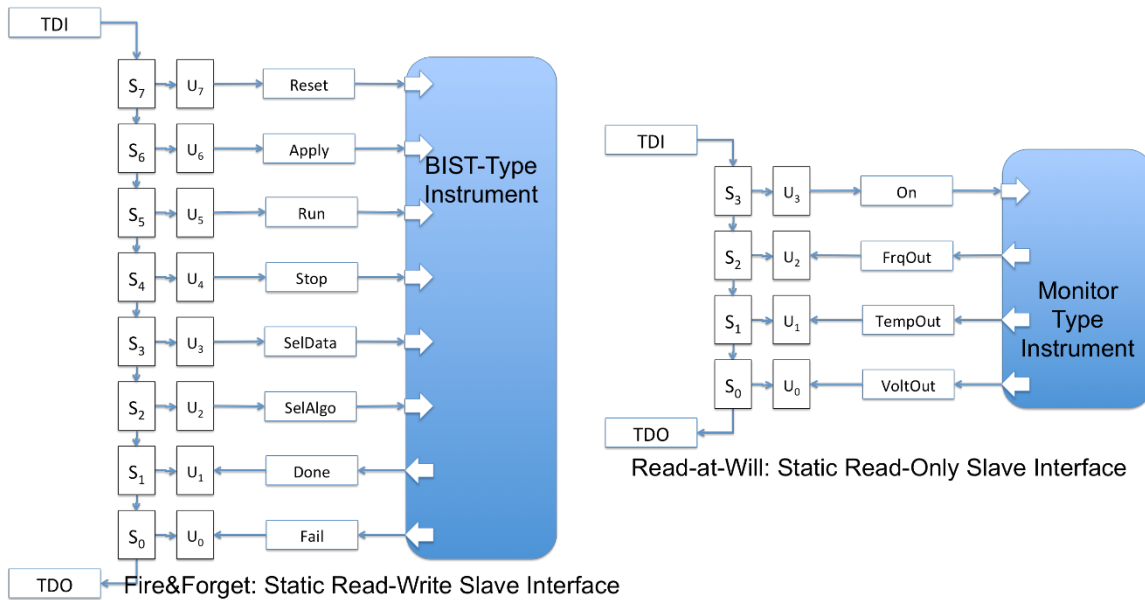 TDI
S7 U7 Reset
S6 U6 Apply
S5 U5 Run
S4 U4 Stop
S3 U3 SelData
S2 U2 SelAlgo
S1 U1 Done
S0 U0 Fail
TDO
BIST-Type
Instrument
Fire&Forget: Static Read-Write Slave Interface
TDI
S3 U3 On
S2 U2 FrqOut
S1 U1 TempOut
S0 U0 VoltOut
TDO
Monitor
Type
Instrument
Read-at-Will: Static Read-Only Slave Interface